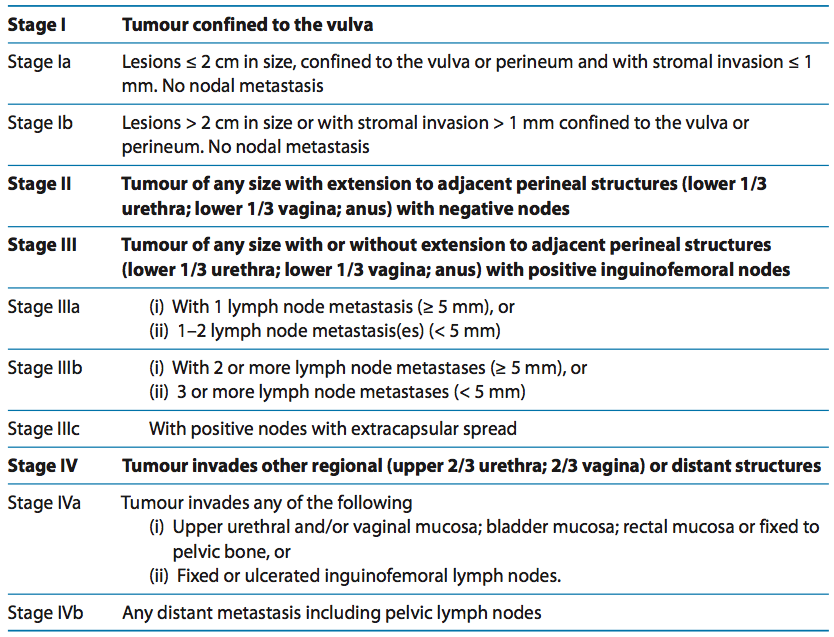 Stage I Tumour confined to the vulva
Stage Ia Lesions ≤ 2 cm in size, confined to the vulva or perineum and with stromal invasion ≤ 1
mm. No nodal metastasis
Stage Ib Lesions > 2 cm in size or with stromal invasion > 1 mm confined to the vulva or
perineum. No nodal metastasis
Stage II Tumour of any size with extension to adjacent perineal structures (lower 1/3
urethra; lower 1/3 vagina; anus) with negative nodes
Stage III Tumour of any size with or without extension to adjacent perineal structures
(lower 1/3 urethra; lower 1/3 vagina; anus) with positive inguinofemoral nodes
Stage IIIa (i) With 1 lymph node metastasis (≥ 5 mm), or
(ii) 1–2 lymph node metastasis(es) (< 5 mm)
Stage IIIb (i) With 2 or more lymph node metastases (≥ 5 mm), or
(ii) 3 or more lymph node metastases (< 5 mm)
Stage IIIc With positive nodes with extracapsular spread
Stage IV Tumour invades other regional (upper 2/3 urethra; 2/3 vagina) or distant structures
Stage IVa Tumour invades any of the following
(i) Upper urethral and/or vaginal mucosa; bladder mucosa; rectal mucosa or fixed to
pelvic bone, or
(ii) Fixed or ulcerated inguinofemoral lymph nodes.
Stage IVb Any distant metastasis including pelvic lymph nodes